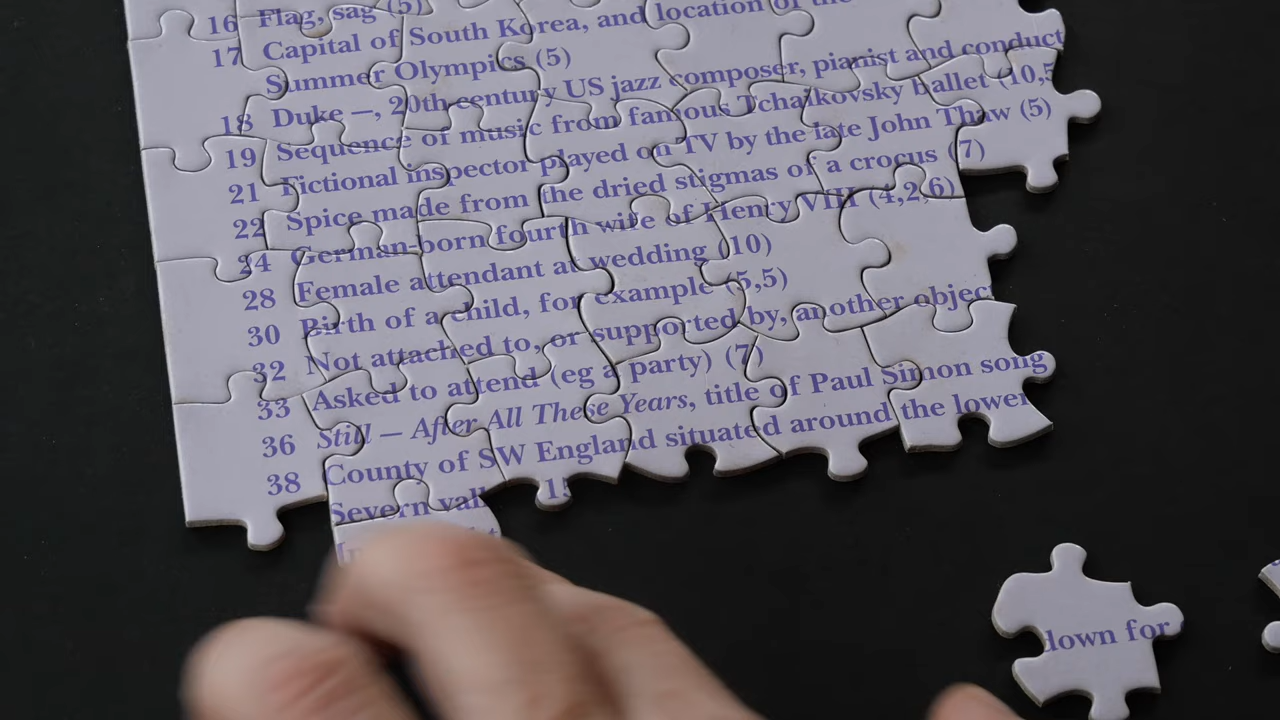 16 Flag, sag (5)
17 Capital of South Korea, and location of the
Summer Olympics (5)
18 Duke —, 20th-century US jazz composer, pianist and conduct
19 Sequence of music from famous Tchaikovsky ballet (10,5
21 Fictional inspector played on TV by the late John Thaw (5)
22 Spice made from the dried stigmas of a crocus (7)
24 German-born fourth wife of Henry VIII (4,2,6)
28 Female attendant at wedding (10)
30 Birth of a child, for example (5,5)
32 Not attached to, or supported by, another object
33 Asked to attend (eg a party) (7)
36 Still — After All These Years, title of Paul Simon song
38 County of SW England situated around the lower
Severn vall
down for